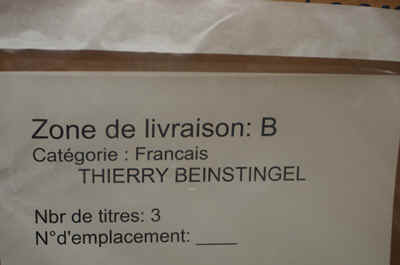 Zone de livraison: B
Catégorie : Francais
THIERRY BEINSTINGEL
Nbr de titres: 3
N°d'emplacement: ____